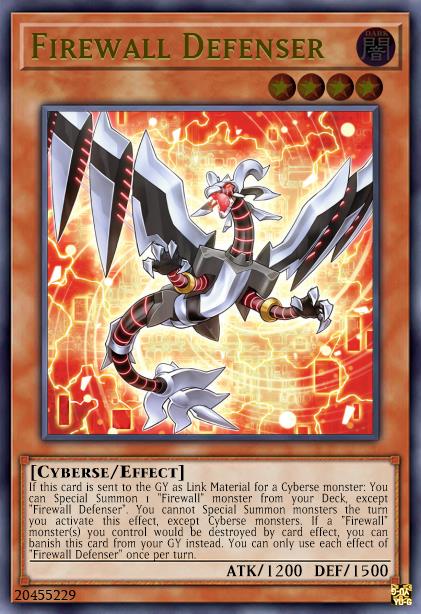 FIREWALL DEFENSER
DARK
闇
[CYBERSE/EFFECT]
If this card is sent to the GY as Link Material for a Cyberse monster: You
can Special Summon 1 "Firewall" monster from your Deck, except
"Firewall Defenser". You cannot Special Summon monsters the turn
you activate this effect, except Cyberse monsters. If a "Firewall"
monster(s) you control would be destroyed by card effect, you can
banish this card from your GY instead. You can only use each effect of
"Firewall Defenser" once per turn.
ATK/1200 DEF/1500
20455229